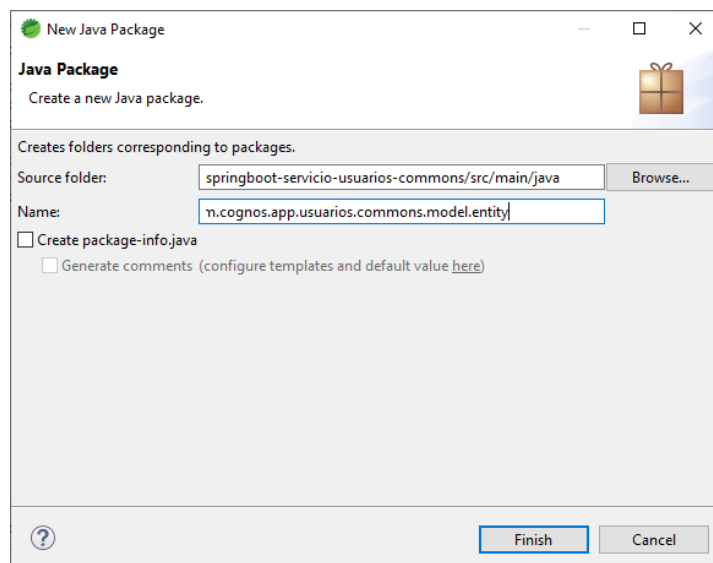 New Java Package
Java Package
Create a new Java package.
Creates folders corresponding to packages.
Source folder: springboot-servicio-usuarios-commons/src/main/java Browse...
Name: n.cognos.app.usuarios.commons.model.entity
Create package-info.java
Generate comments (configure templates and default value here)
? Finish Cancel